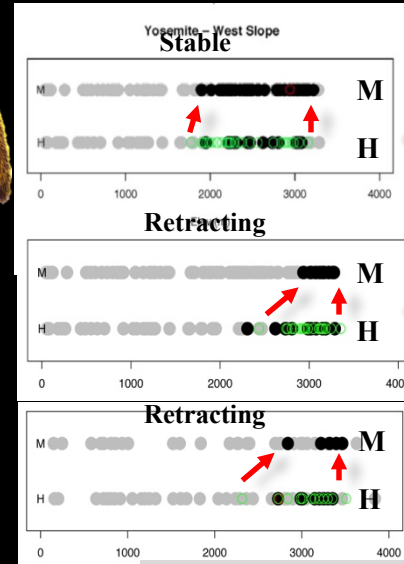 Yosemite – West Slope
Stable
M M
H H
0 1000 2000 3000 4000
Retracting
M M
H H
0 1000 2000 3000 400
Retracting
M M
H H
0 1000 2000 3000 4000